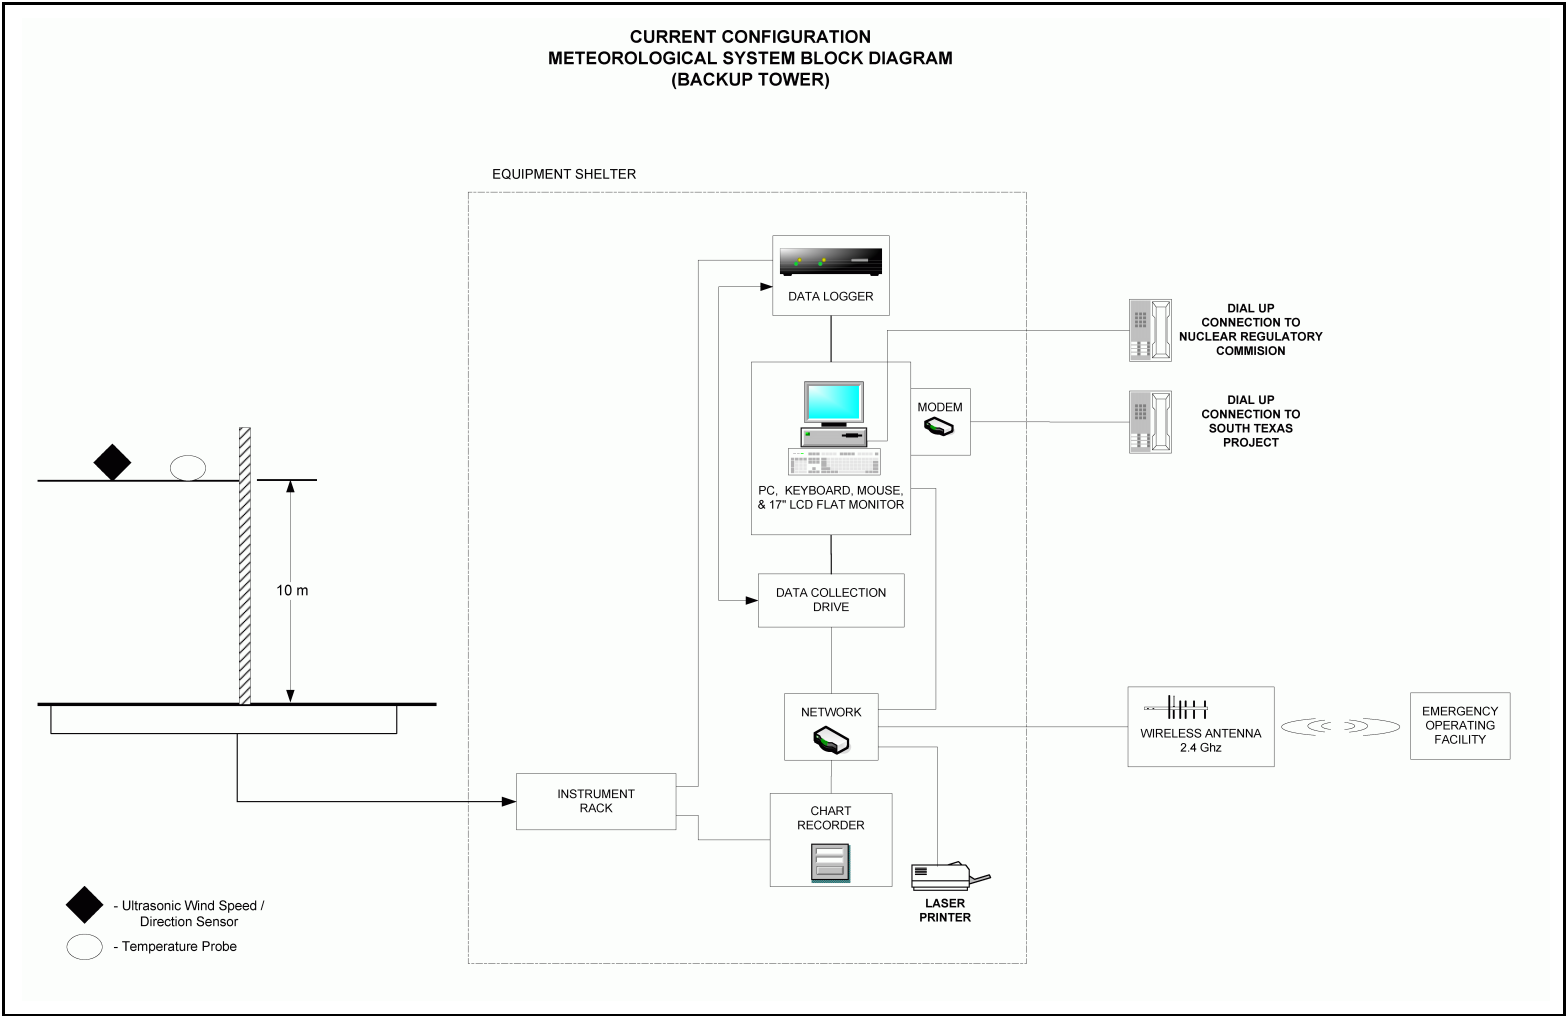 CURRENT CONFIGURATION
METEOROLOGICAL SYSTEM BLOCK DIAGRAM
(BACKUP TOWER)
EQUIPMENT SHELTER
DATA LOGGER
DIAL UP
CONNECTION TO
NUCLEAR REGULATORY
COMMISION
MODEM
DIAL UP
CONNECTION TO
SOUTH TEXAS
PROJECT
PC, KEYBOARD, MOUSE,
& 17" LCD FLAT MONITOR
10 m
DATA COLLECTION
DRIVE
NETWORK
WIRELESS ANTENNA
2.4 Ghz
EMERGENCY
OPERATING
FACILITY
INSTRUMENT
RACK
CHART
RECORDER
LASER
PRINTER
- Ultrasonic Wind Speed /
Direction Sensor
- Temperature Probe